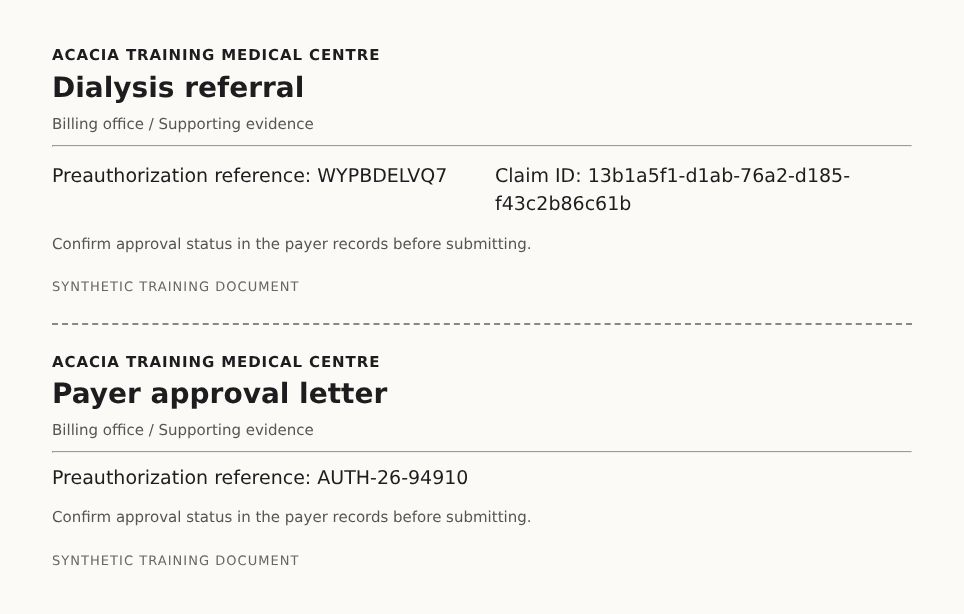 ACACIA TRAINING MEDICAL CENTRE
Dialysis referral
Billing office / Supporting evidence
Preauthorization reference: WYPBDELVQ7
Claim ID: 13b1a5f1-d1ab-76a2-d185-
f43c2b86c61b
Confirm approval status in the payer records before submitting.
SYNTHETIC TRAINING DOCUMENT
ACACIA TRAINING MEDICAL CENTRE
Payer approval letter
Billing office / Supporting evidence
Preauthorization reference: AUTH-26-94910
Confirm approval status in the payer records before submitting.
SYNTHETIC TRAINING DOCUMENT